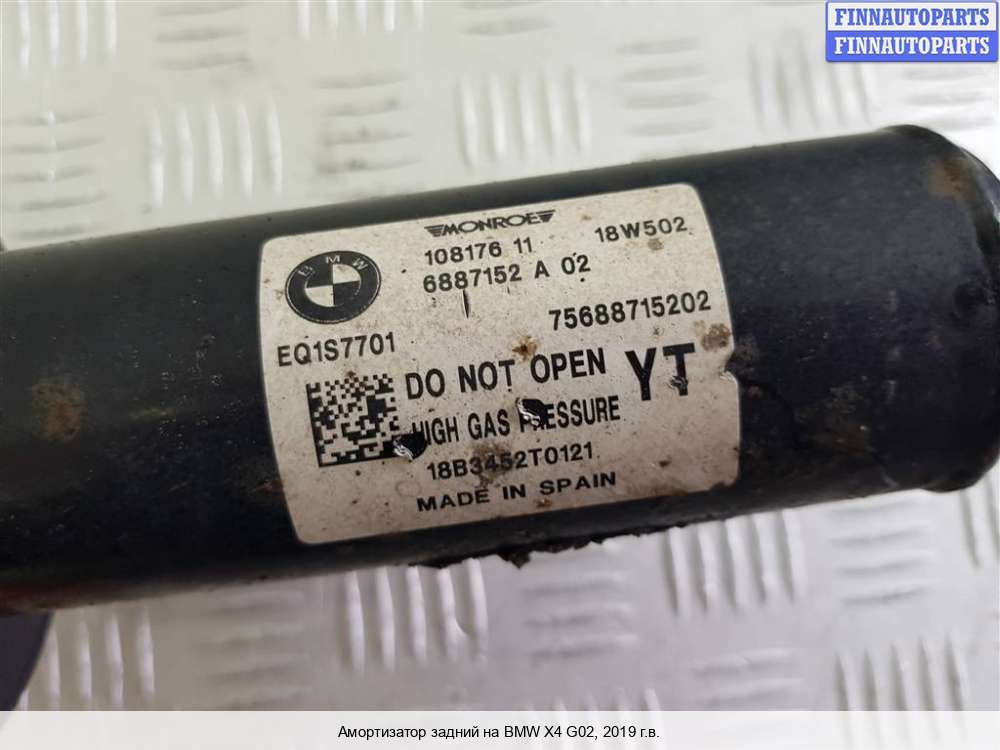 FINNAUTOPARTS
FINNAUTOPARTS
MONROE
BMW
108176 11 18W502
6887152 A 02
75688715202
EQ1S7701
DO NOT OPEN YT
HIGH GAS PRESSURE
18B3452T0121
MADE IN SPAIN
Амортизатор задний на BMW X4 G02, 2019 г.в.